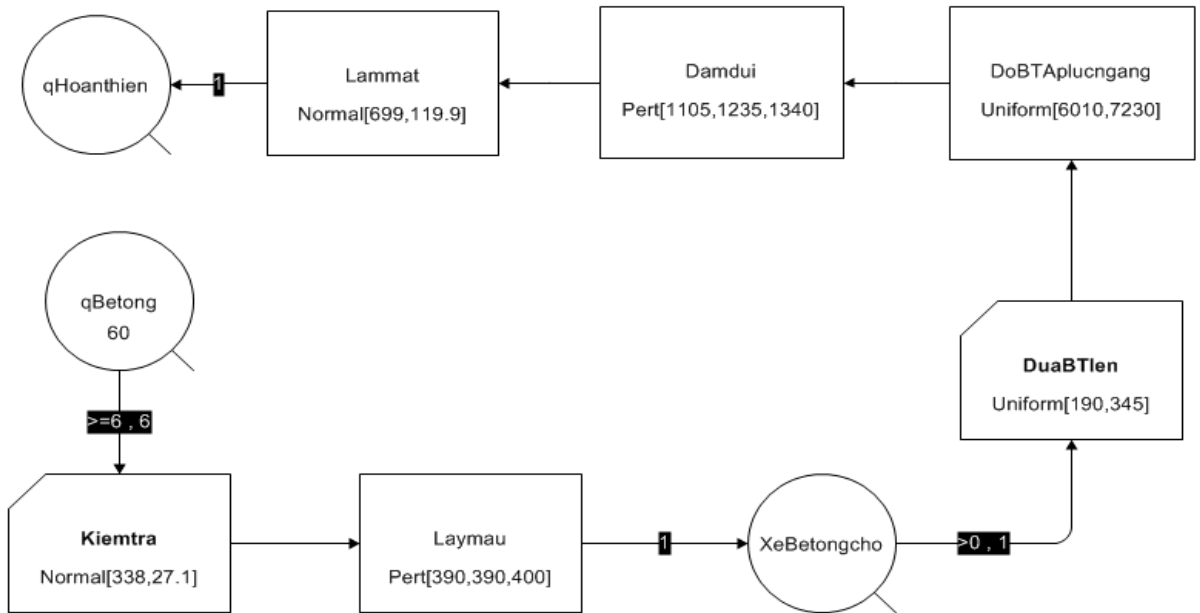 qHoanthien
1
Lammat
Normal[699,119.9]
Damdui
Pert[1105,1235,1340]
DoBTAplucngang
Uniform[6010,7230]
qBetong
60
>=6 , 6
DuaBTlen
Uniform[190,345]
Kiemtra
Normal[338,27.1]
Laymau
Pert[390,390,400]
1
XeBetongcho
>0 , 1